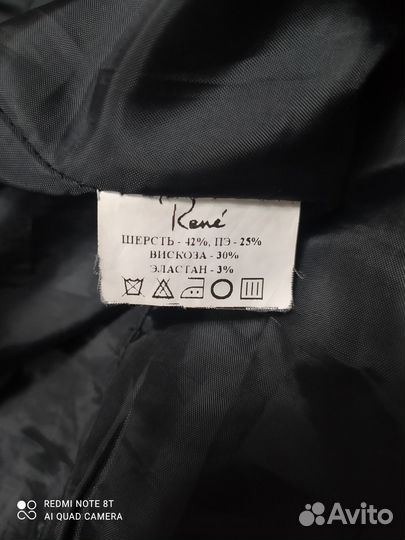 René
ШЕРСТЬ - 42%, ПЭ - 25%
ВИСКОЗА - 30%
ЭЛАСТАН - 3%
REDMI NOTE 8T
AI QUAD CAMERA
Avito